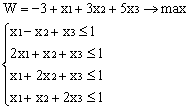 W = −3 + x1 + 3x2 + 5x3 → max
x1 − x2 + x3 ≤ 1
2x1 + x2 + x3 ≤ 1
x1 + 2x2 + x3 ≤ 1
x1 + x2 + 2x3 ≤ 1